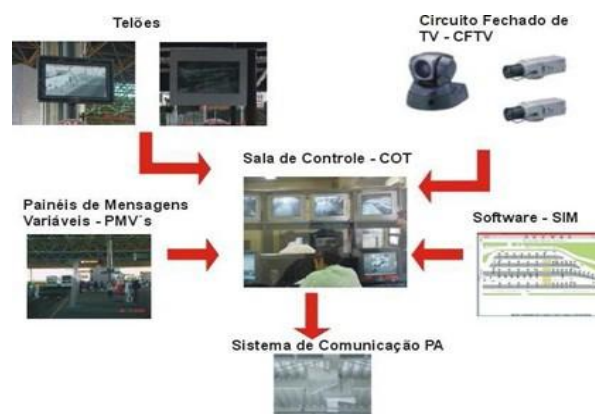 Telões
Circuito Fechado de
TV - CFTV
Sala de Controle - COT
Painéis de Mensagens
Variáveis - PMV´s
Software - SIM
Sistema de Comunicação PA